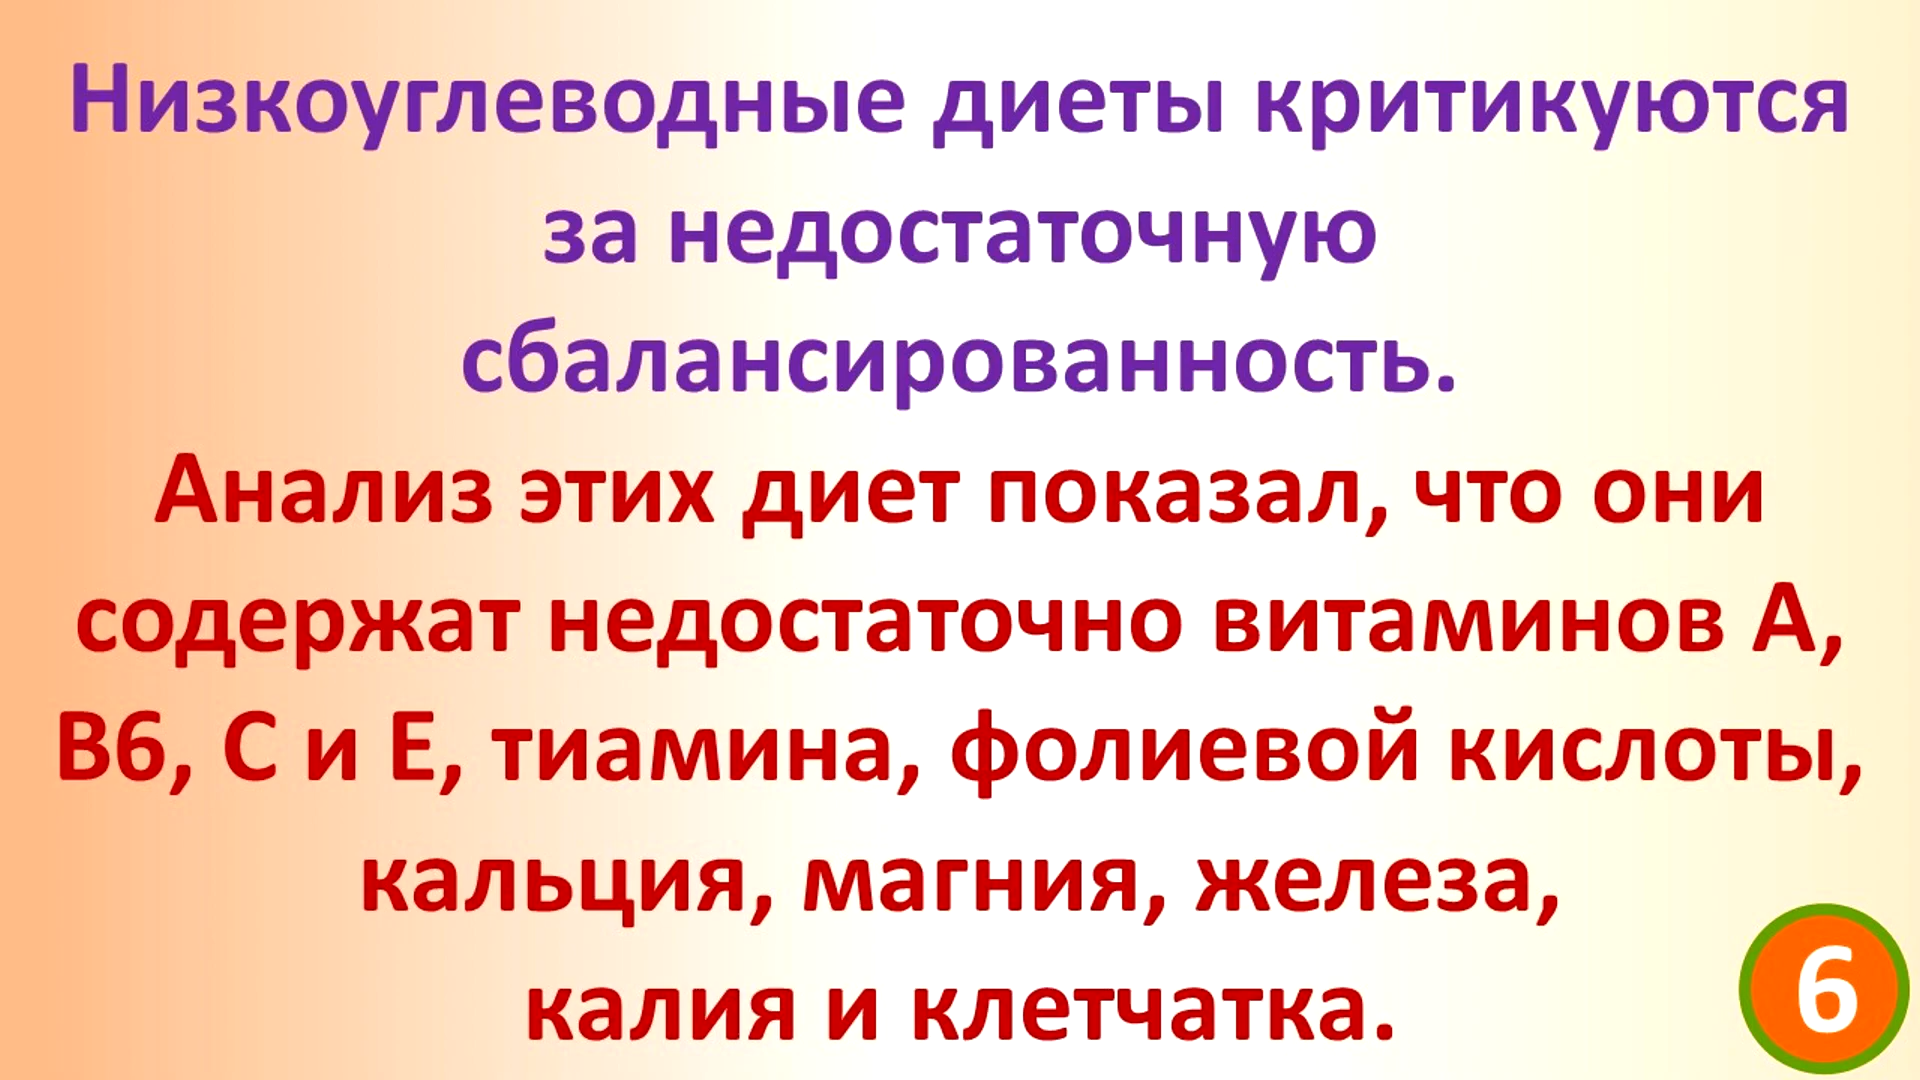 Низкоуглеводные диеты критикуются
за недостаточную
сбалансированность.
Анализ этих диет показал, что они
содержат недостаточно витаминов А,
В6, С и Е, тиамина, фолиевой кислоты,
кальция, магния, железа,
калия и клетчатка.
6